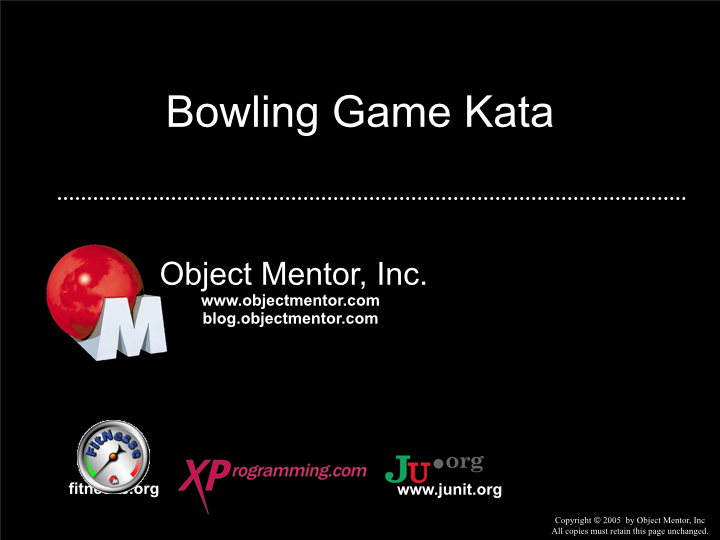 Bowling Game Kata
Object Mentor, Inc.
www.objectmentor.com
blog.objectmentor.com
M
FitNesse
XProgramming.com
JU.org
www.junit.org
Copyright © 2005 by Object Mentor, Inc
All copies must retain this page unchanged.